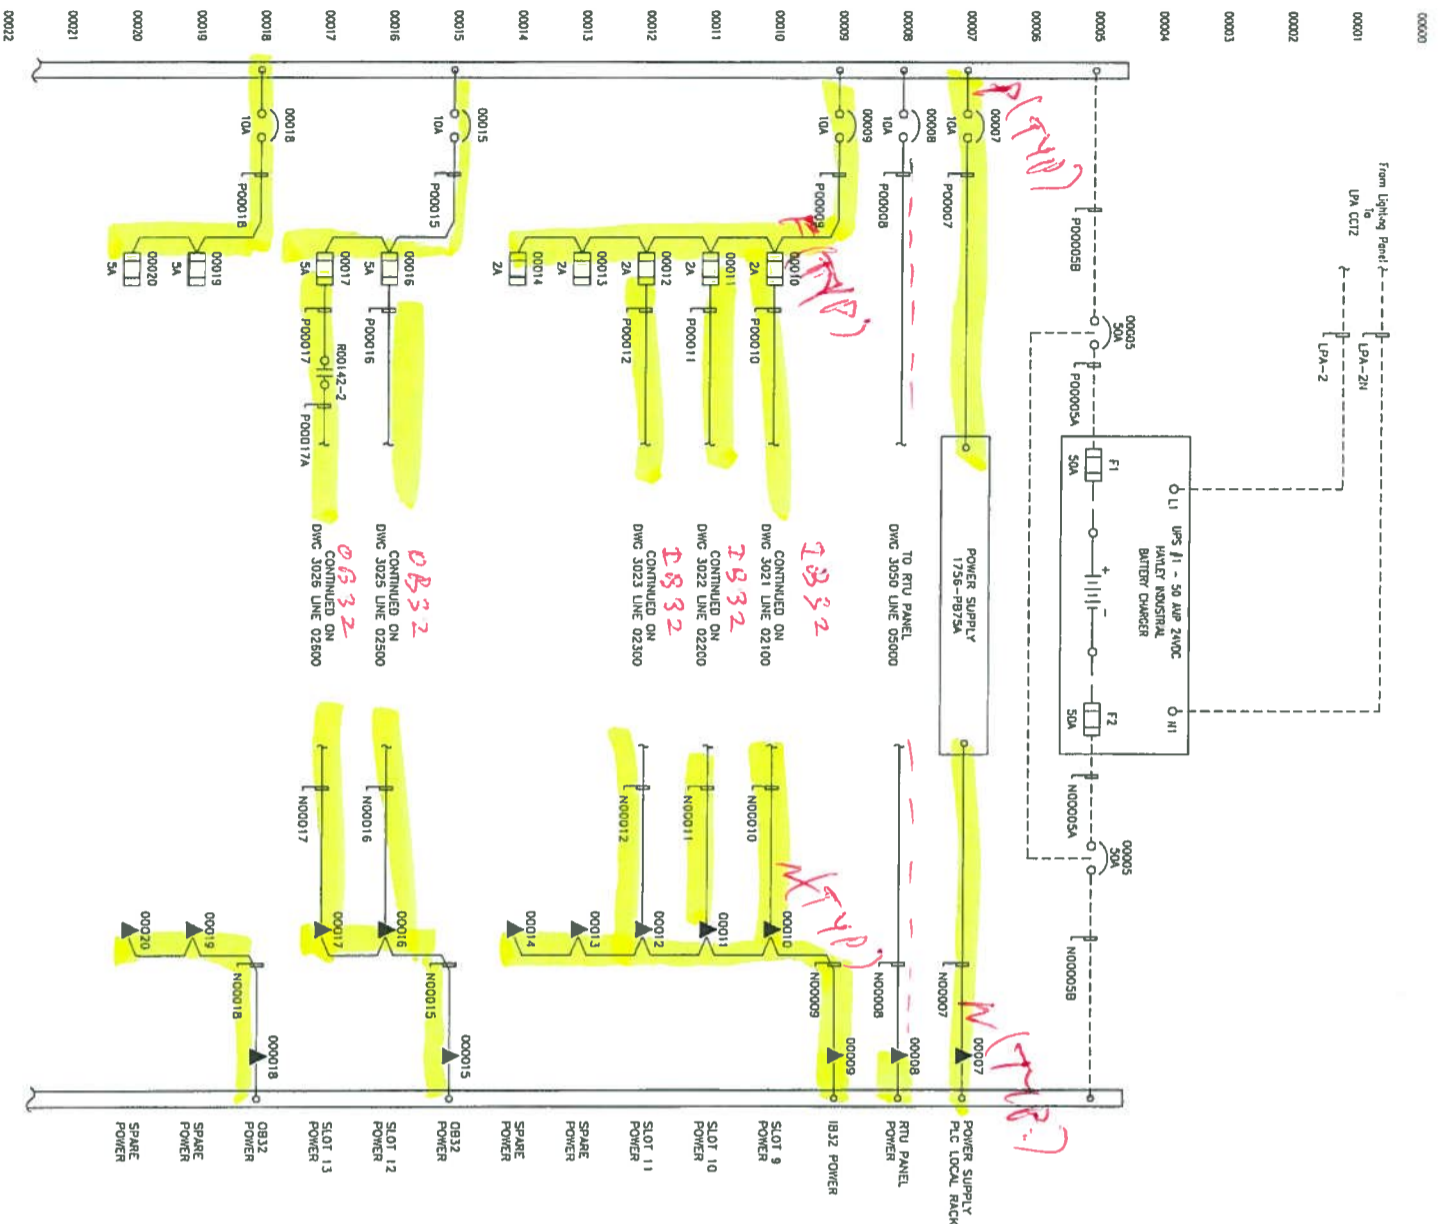 00000
00001
00002
00003
00004
00005
00006
00007
00008
00009
00010
00011
00012
00013
00014
00015
00016
00017
00018
00019
00020
00021
00022
From Lighting Panel
To
LPA CCT2
LPA-2N
LPA-2
P00005B
00005
50A
P00005A
F1
50A
L1
UPS #1 - 50 AMP 24VDC
HAYLEY INDUSTRIAL
BATTERY CHARGER
+
-
N1
F2
50A
N00005A
00005
50A
N00005B
P (TYP)
00007
10A
P00007
POWER SUPPLY
1756-PB75A
N00007
00007
N (TYP.)
POWER SUPPLY
PLC LOCAL RACK
00008
10A
P00008
TO RTU PANEL
DWG 3050 LINE 05000
N00008
00008
RTU PANEL
POWER
00009
10A
P00009
N00009
00009
IB32 POWER
(TYP.)
00010
2A
P00010
IB32
CONTINUED ON
DWG 3021 LINE 02100
N00010
N (TYP.)
00010
SLOT 9
POWER
00011
2A
P00011
IB32
CONTINUED ON
DWG 3022 LINE 02200
N00011
00011
SLOT 10
POWER
00012
2A
P00012
IB32
CONTINUED ON
DWG 3023 LINE 02300
N00012
00012
SLOT 11
POWER
00013
2A
00013
SPARE
POWER
00014
2A
00014
SPARE
POWER
00015
10A
P00015
N00015
000015
OB32
POWER
00016
5A
P00016
OB32
CONTINUED ON
DWG 3025 LINE 02500
N00016
00016
SLOT 12
POWER
00017
5A
P00017
R00142-2
P00017A
OB32
CONTINUED ON
DWG 3026 LINE 02600
N00017
00017
SLOT 13
POWER
00018
10A
P00018
N00018
000018
OB32
POWER
00019
5A
00019
SPARE
POWER
00020
5A
00020
SPARE
POWER